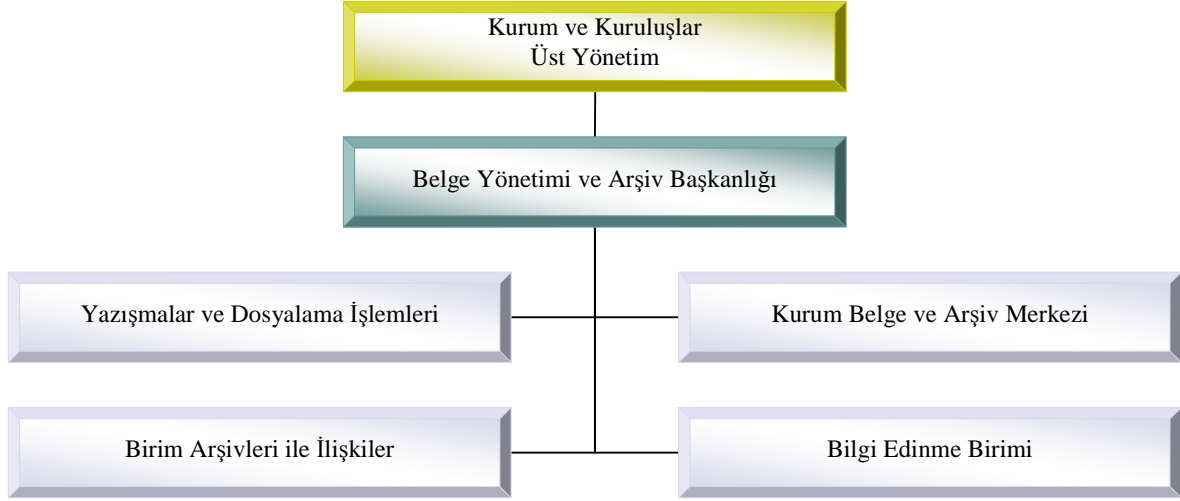 Kurum ve Kuruluşlar
Üst Yönetim
Belge Yönetimi ve Arşiv Başkanlığı
Yazışmalar ve Dosyalama İşlemleri
Kurum Belge ve Arşiv Merkezi
Birim Arşivleri ile İlişkiler
Bilgi Edinme Birimi